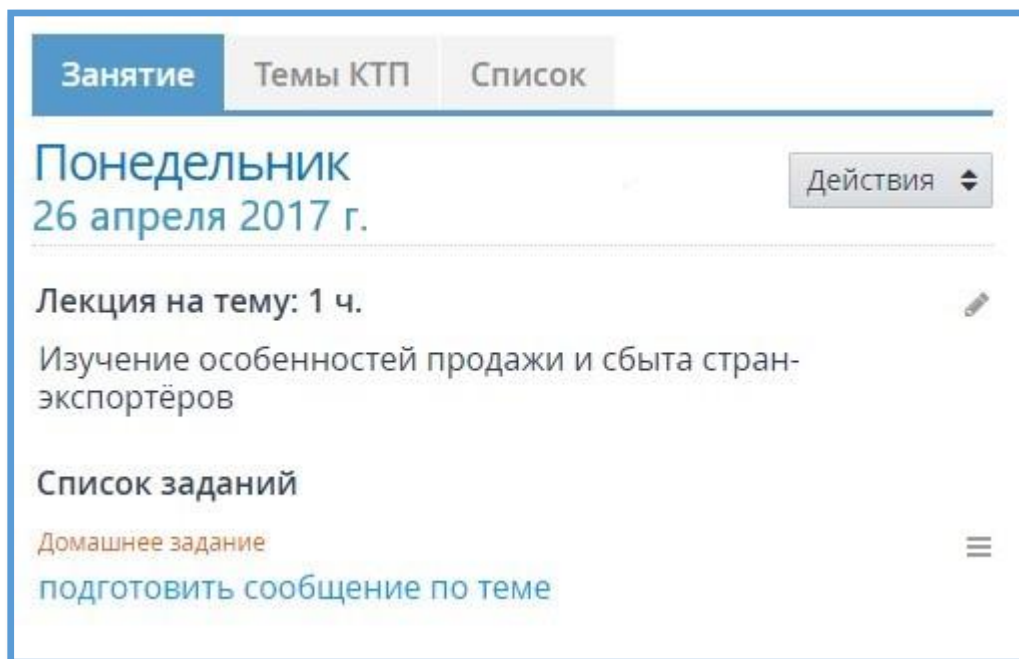 Занятие Темы КТП Список
Понедельник
26 апреля 2017 г.
Действия
Лекция на тему: 1 ч.
Изучение особенностей продажи и сбыта стран-
экспортёров
Список заданий
Домашнее задание
подготовить сообщение по теме